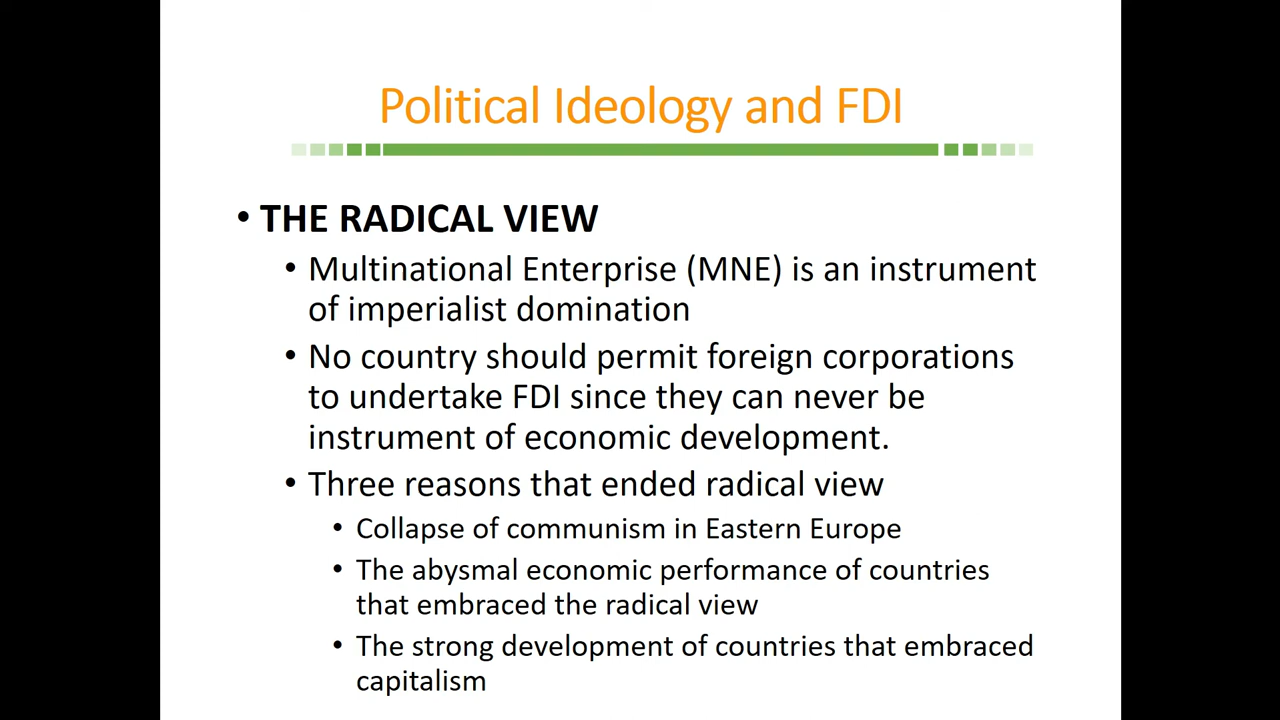 Political Ideology and FDI
• THE RADICAL VIEW
• Multinational Enterprise (MNE) is an instrument
of imperialist domination
• No country should permit foreign corporations
to undertake FDI since they can never be
instrument of economic development.
• Three reasons that ended radical view
• Collapse of communism in Eastern Europe
• The abysmal economic performance of countries
that embraced the radical view
• The strong development of countries that embraced
capitalism